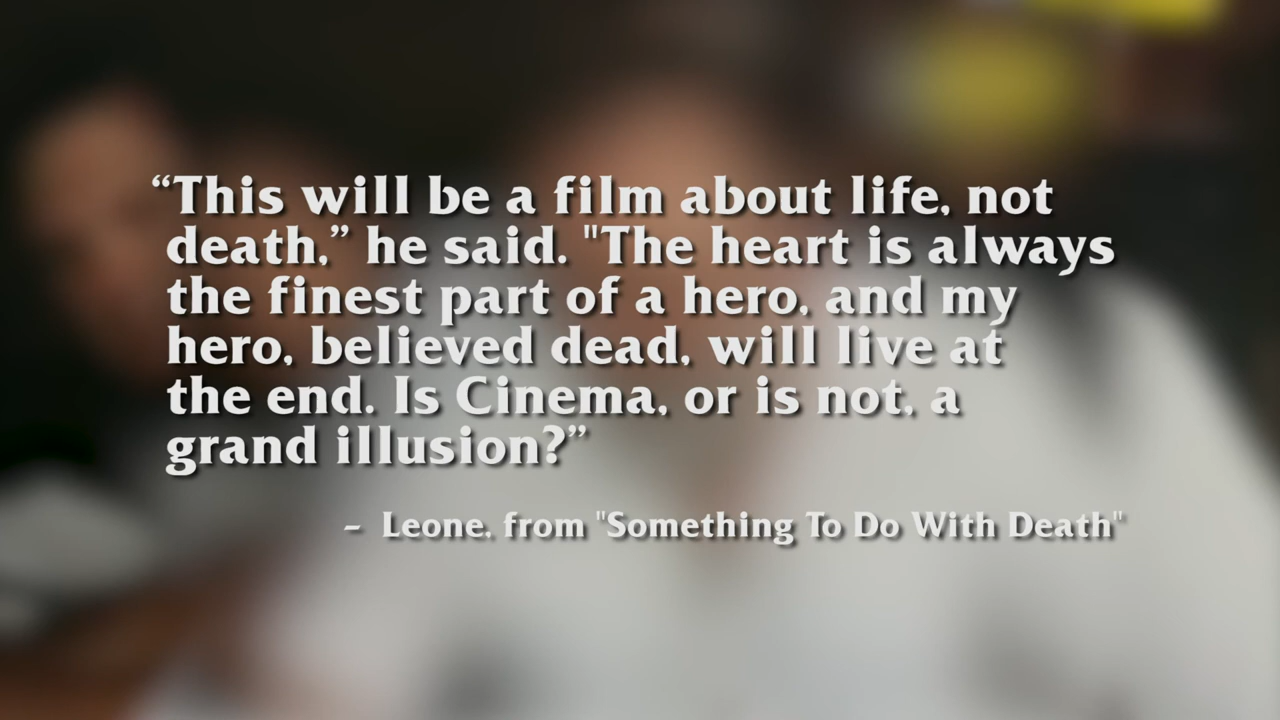 “This will be a film about life, not
death,” he said. "The heart is always
the finest part of a hero, and my
hero, believed dead, will live at
the end. Is Cinema, or is not, a
grand illusion?”
- Leone, from "Something To Do With Death"